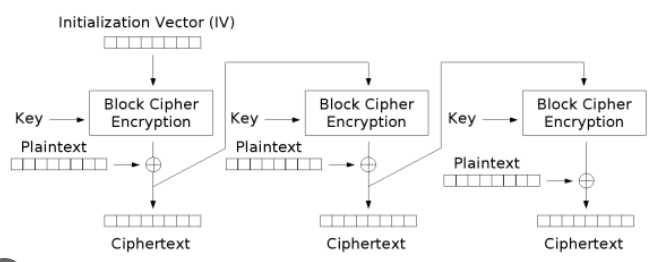 Initialization Vector (IV)
Block Cipher
Encryption
Key
Plaintext
Ciphertext
Block Cipher
Encryption
Key
Plaintext
Ciphertext
Block Cipher
Encryption
Key
Plaintext
Ciphertext